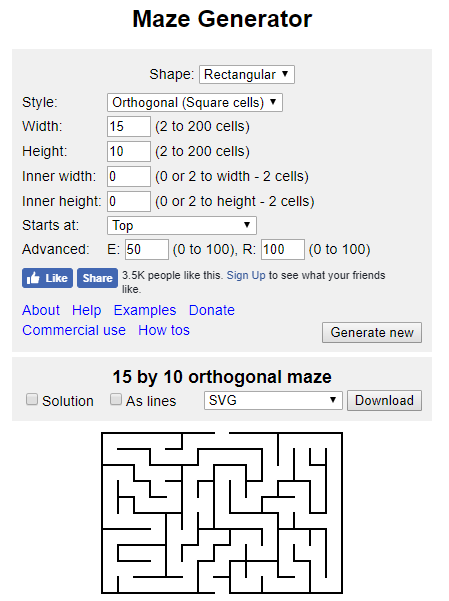 Maze Generator
Shape: Rectangular
Style: Orthogonal (Square cells)
Width: 15 (2 to 200 cells)
Height: 10 (2 to 200 cells)
Inner width: 0 (0 or 2 to width - 2 cells)
Inner height: 0 (0 or 2 to height - 2 cells)
Starts at: Top
Advanced: E: 50 (0 to 100), R: 100 (0 to 100)
Like Share 3.5K people like this. Sign Up to see what your friends
like.
About Help Examples Donate
Commercial use How tos Generate new
15 by 10 orthogonal maze
Solution As lines SVG Download